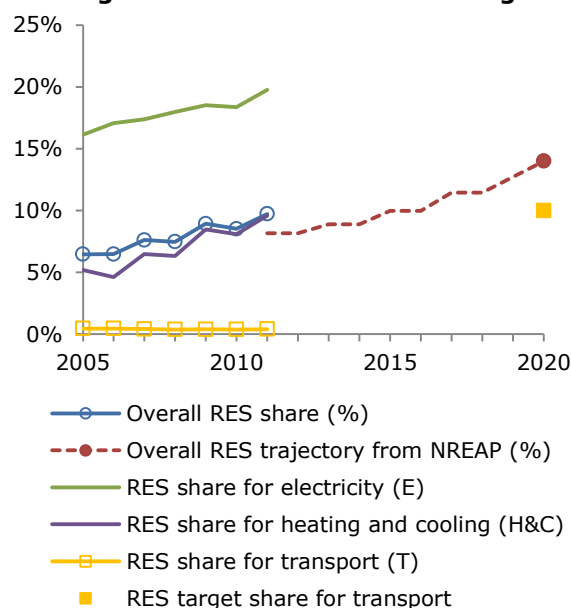 25%
20%
15%
10%
5%
0%
2005 2010 2015 2020
Overall RES share (%)
Overall RES trajectory from NREAP (%)
RES share for electricity (E)
RES share for heating and cooling (H&C)
RES share for transport (T)
RES target share for transport